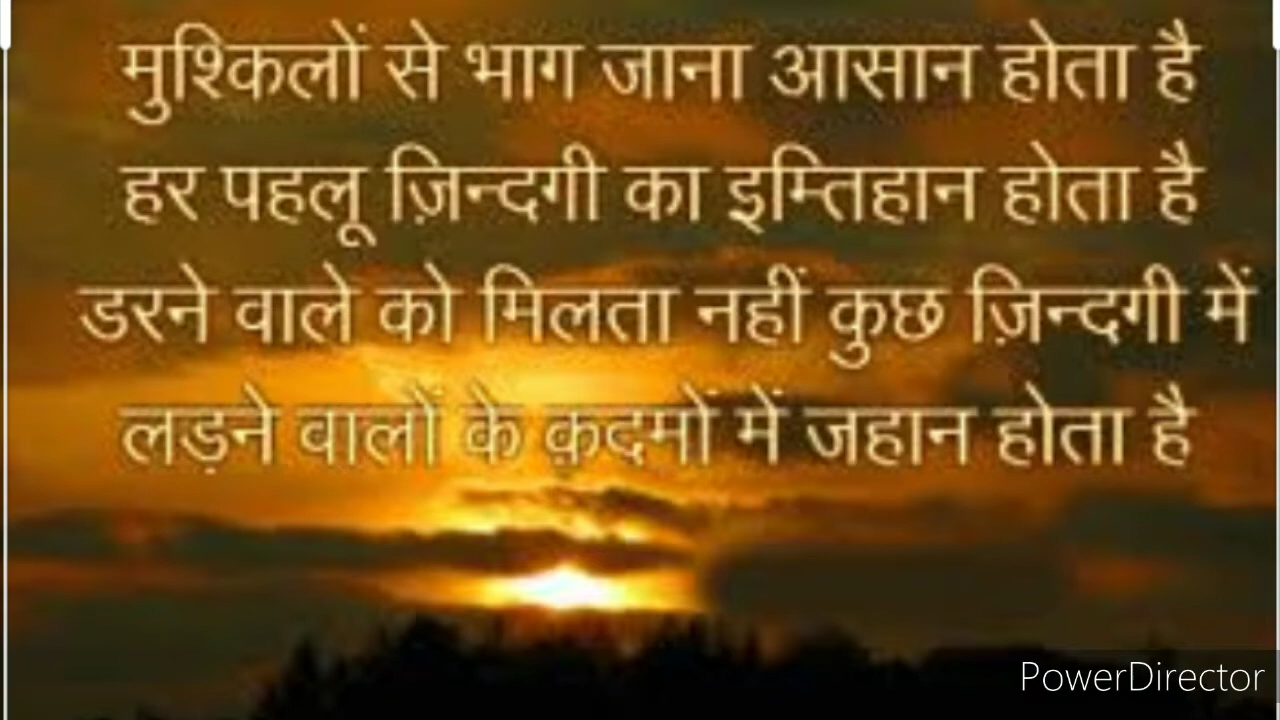 मुश्किलों से भाग जाना आसान होता है
हर पहलू ज़िन्दगी का इम्तिहान होता है
डरने वाले को मिलता नहीं कुछ ज़िन्दगी में
लड़ने वालों के क़दमों में जहान होता है
PowerDirector